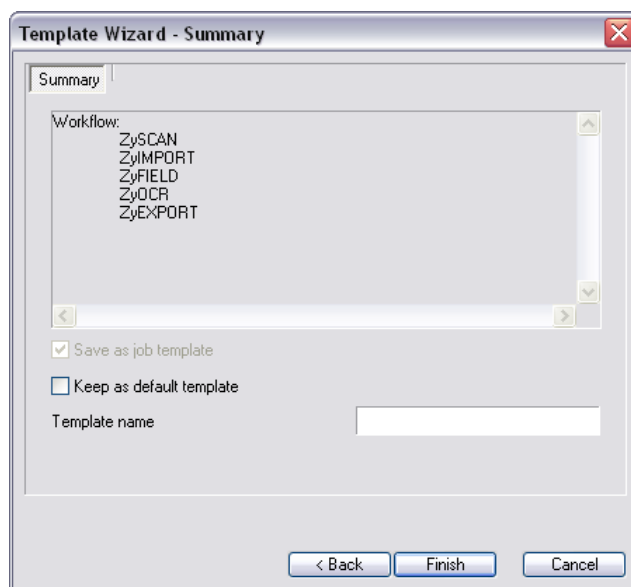 Template Wizard - Summary
Summary
Workflow:
ZySCAN
ZyIMPORT
ZyFIELD
ZyOCR
ZyEXPORT
Save as job template
Keep as default template
Template name
< Back Finish Cancel